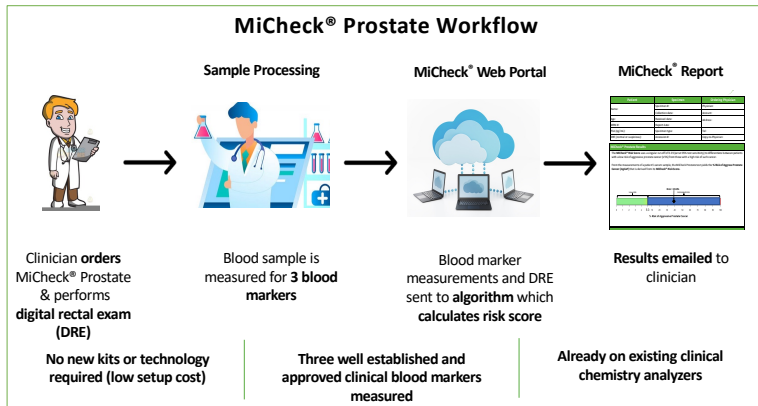 MiCheck® Prostate Workflow
Sample Processing
MiCheck® Web Portal
MiCheck® Report
Clinician orders
MiCheck® Prostate
& performs
digital rectal exam
(DRE)
Blood sample is
measured for 3 blood
markers
Blood marker
measurements and DRE
sent to algorithm which
calculates risk score
Results emailed to
clinician
No new kits or technology
required (low setup cost)
Three well established and
approved clinical blood markers
measured
Already on existing clinical
chemistry analyzers